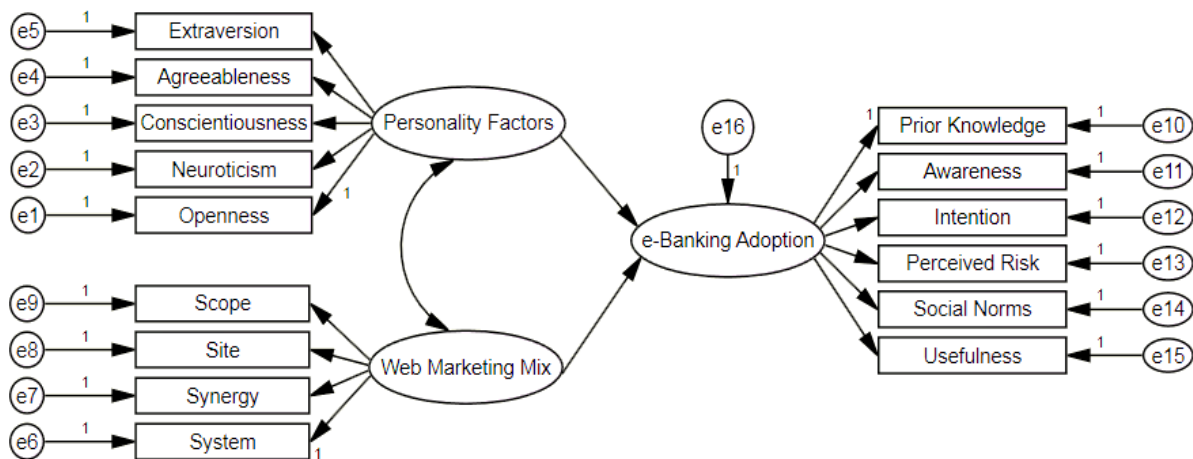 e5 1 Extraversion
e4 1 Agreeableness
e3 1 Conscientiousness
e2 1 Neuroticism
e1 1 Openness
1
Personality Factors
e9 1 Scope
e8 1 Site
e7 1 Synergy
e6 1 System
1
Web Marketing Mix
e16
1
e-Banking Adoption
1
Prior Knowledge 1 e10
Awareness 1 e11
Intention 1 e12
Perceived Risk 1 e13
Social Norms 1 e14
Usefulness 1 e15